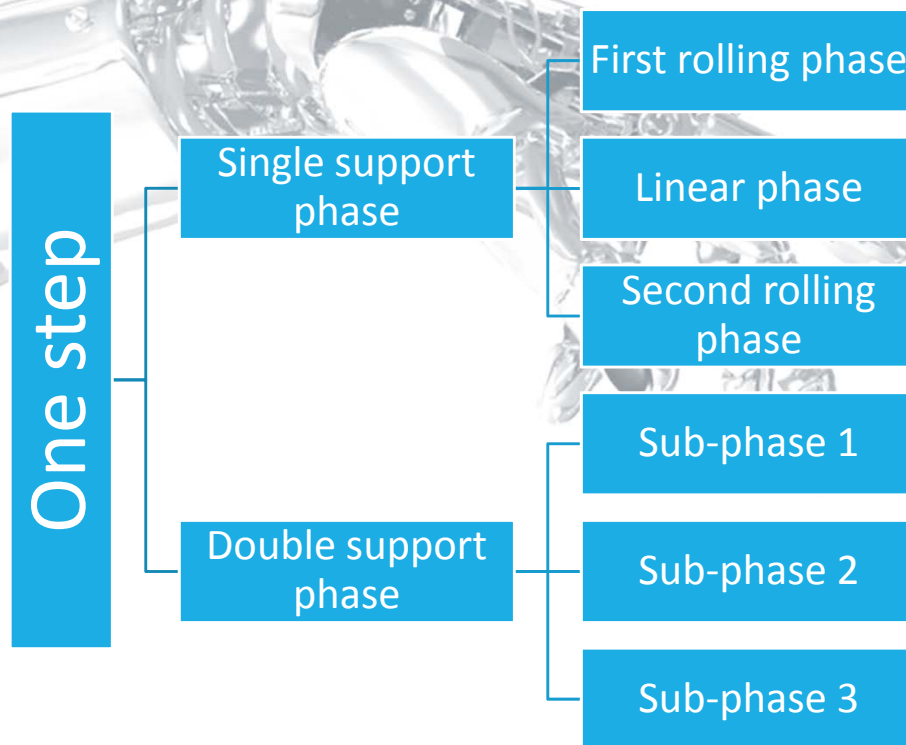 One step
Single support
phase
First rolling phase
Linear phase
Second rolling
phase
Double support
phase
Sub-phase 1
Sub-phase 2
Sub-phase 3